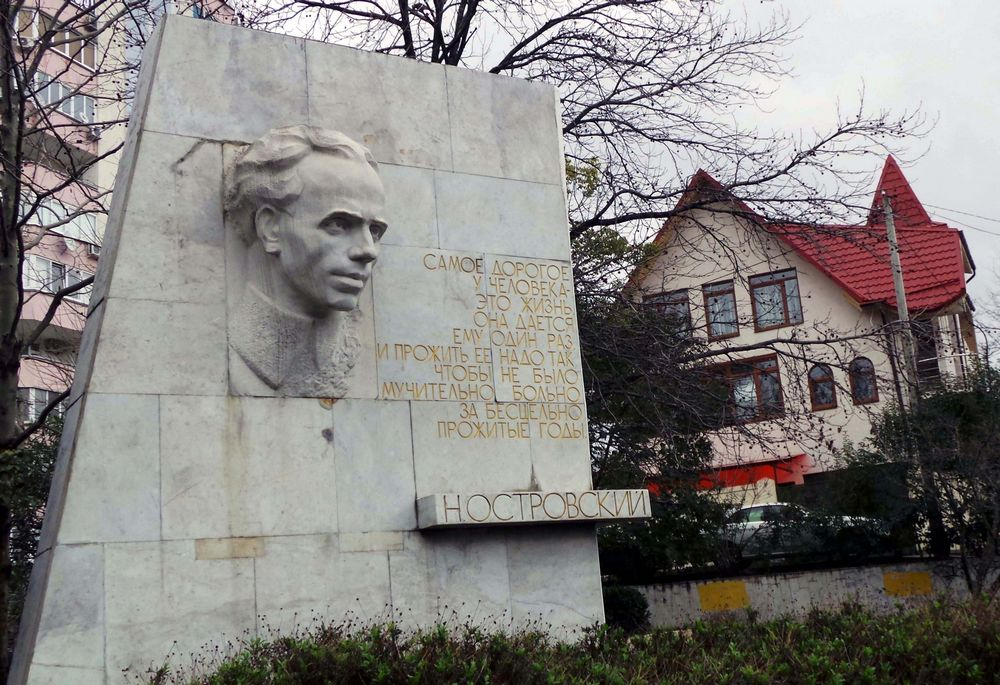 САМОЕ ДОРОГОЕ
У ЧЕЛОВЕКА-
ЭТО ЖИЗНЬ
ОНА ДАЕТСЯ
ЕМУ ОДИН РАЗ
И ПРОЖИТЬ ЕЕ НАДО ТАК
ЧТОБЫ НЕ БЫЛО
МУЧИТЕЛЬНО БОЛЬНО
ЗА БЕСЦЕЛЬНО
ПРОЖИТЫЕ ГОДЫ
Н.ОСТРОВСКИЙ